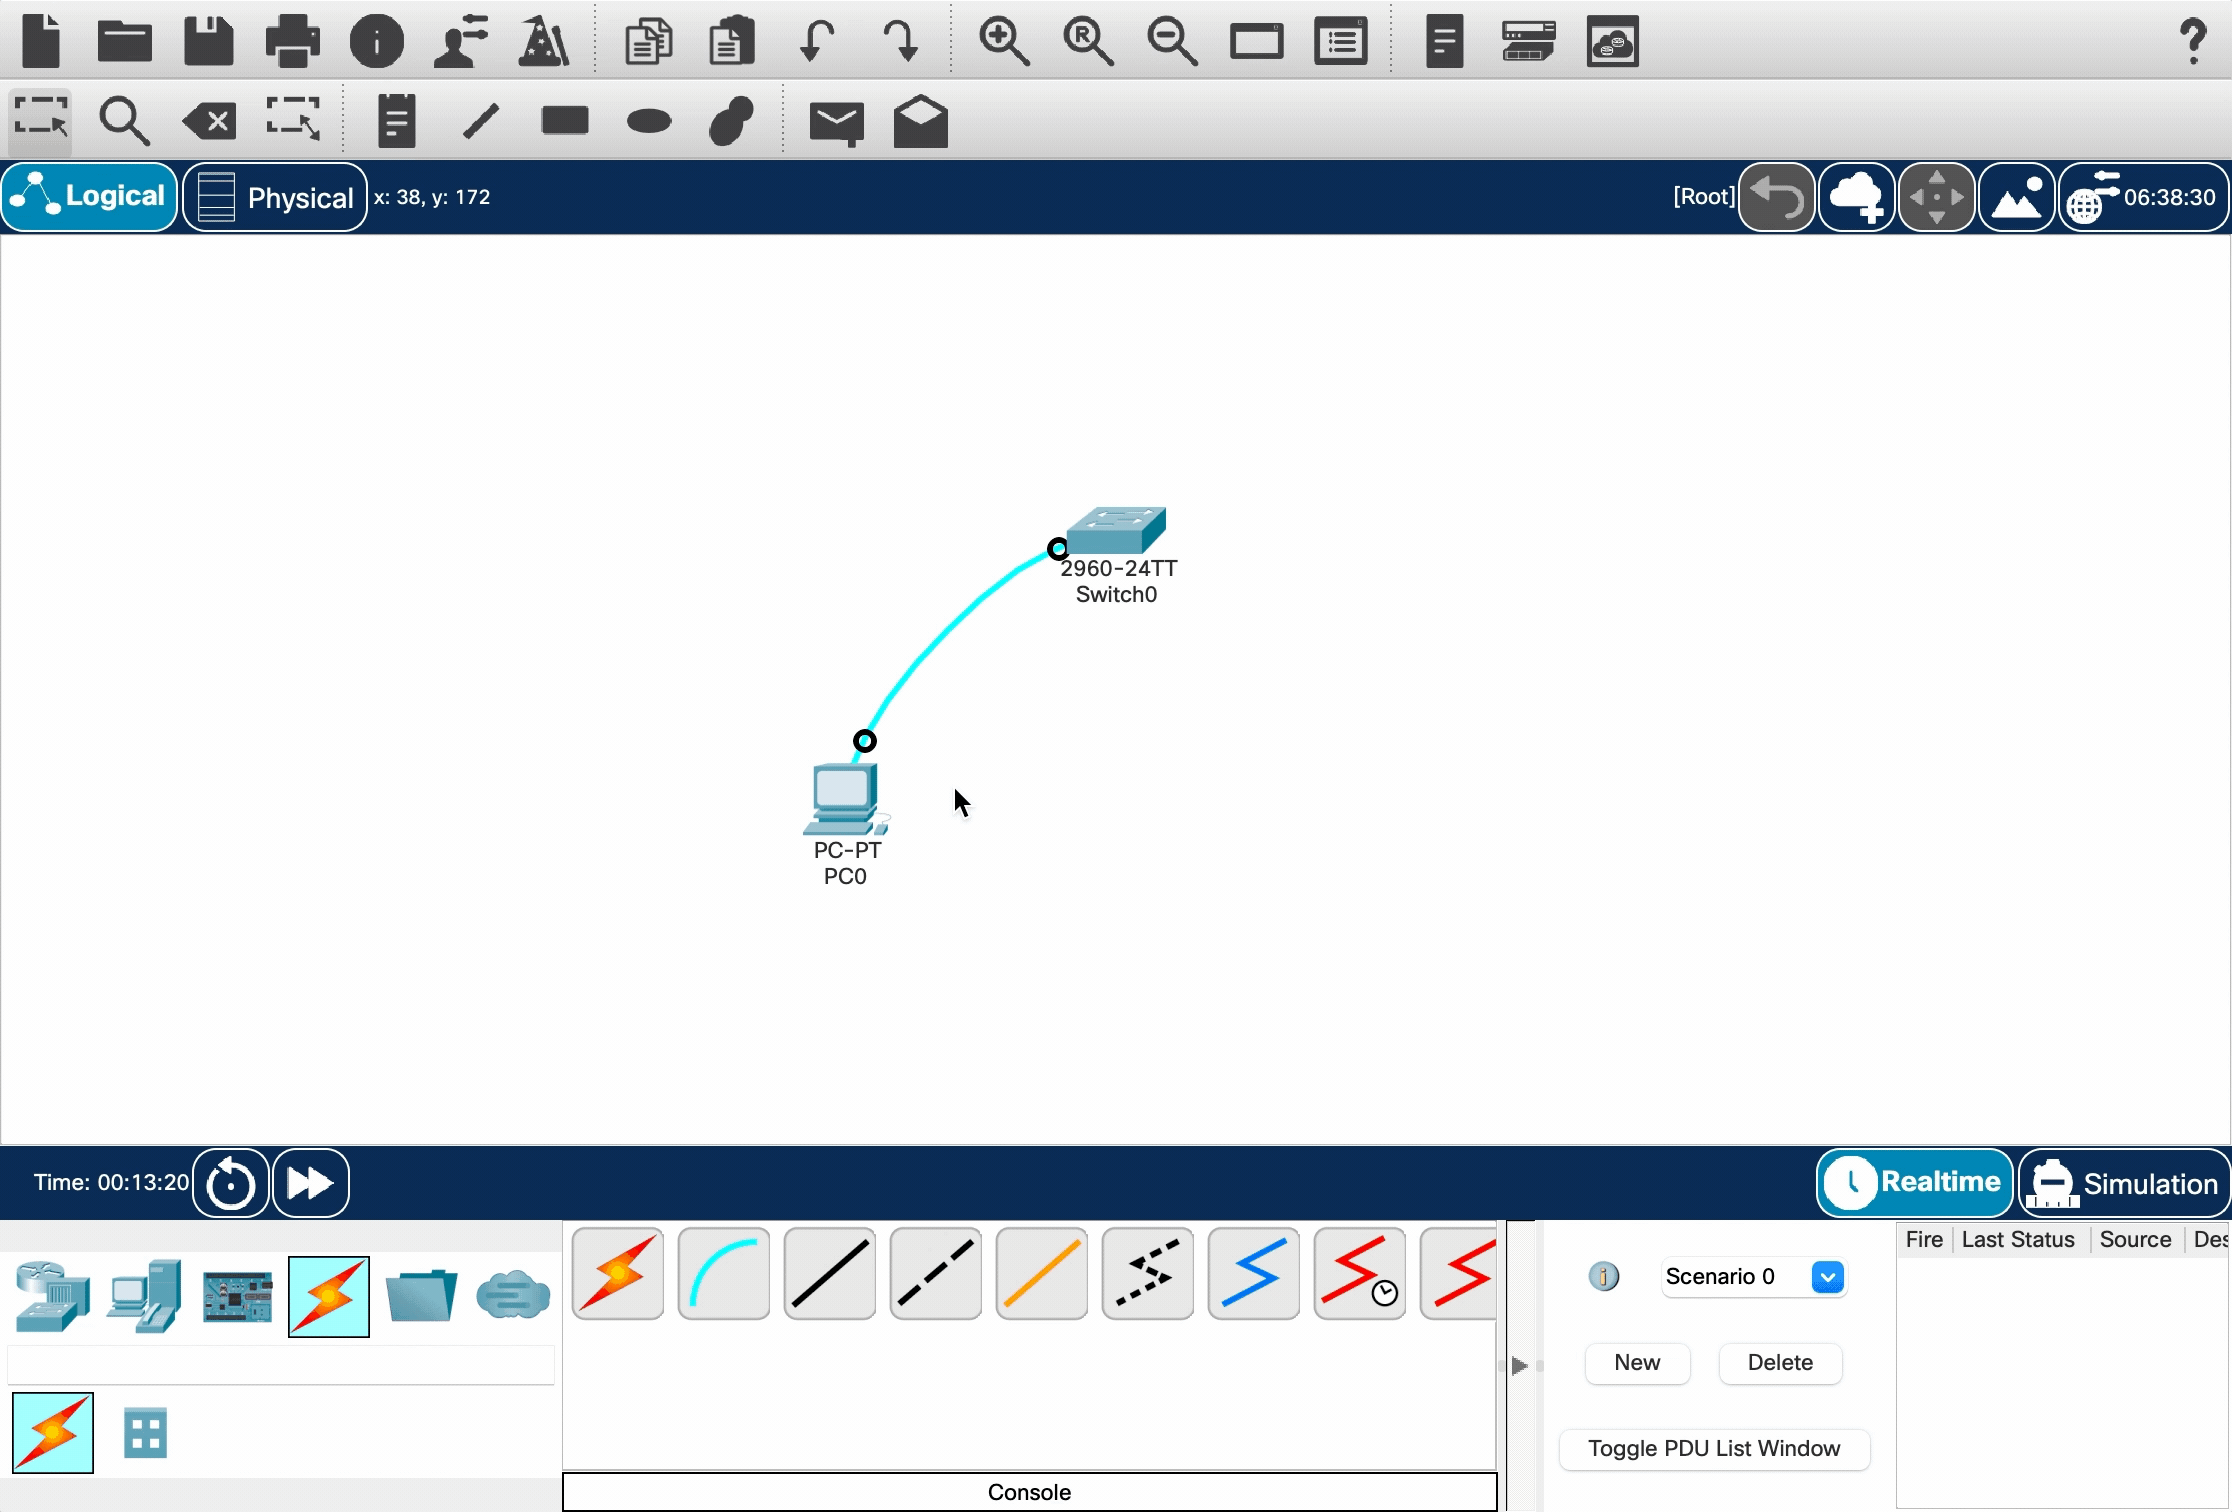 Logical
Physical
x: 38, y: 172
[Root]
06:38:30
2960-24TT
Switch0
PC-PT
PC0
Time: 00:13:20
Realtime
Simulation
Fire
Last Status
Source
Des
Scenario 0
New
Delete
Toggle PDU List Window
Console